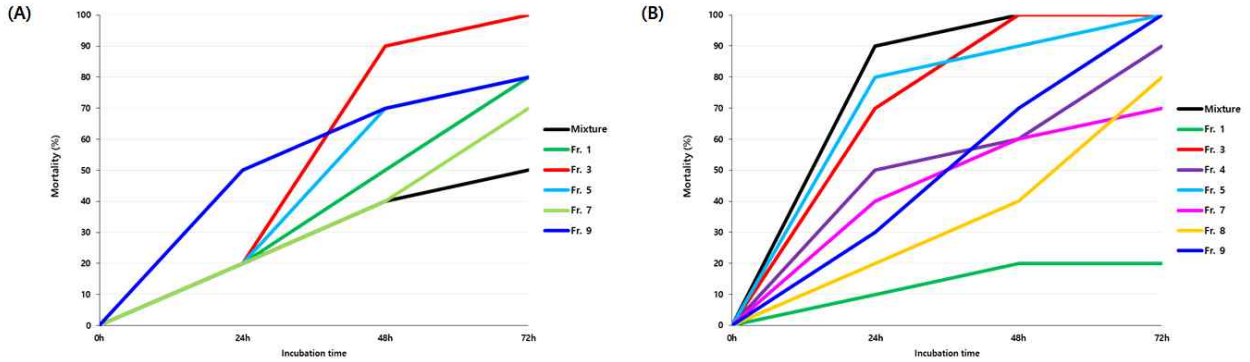 (A)
Mortality (%)
100
90
80
70
60
50
40
30
20
10
0
0h 24h 48h 72h
Incubation time
Mixture
Fr. 1
Fr. 3
Fr. 5
Fr. 7
Fr. 9
(B)
Mortality (%)
100
90
80
70
60
50
40
30
20
10
0
0h 24h 48h 72h
Incubation time
Mixture
Fr. 1
Fr. 3
Fr. 4
Fr. 5
Fr. 7
Fr. 8
Fr. 9